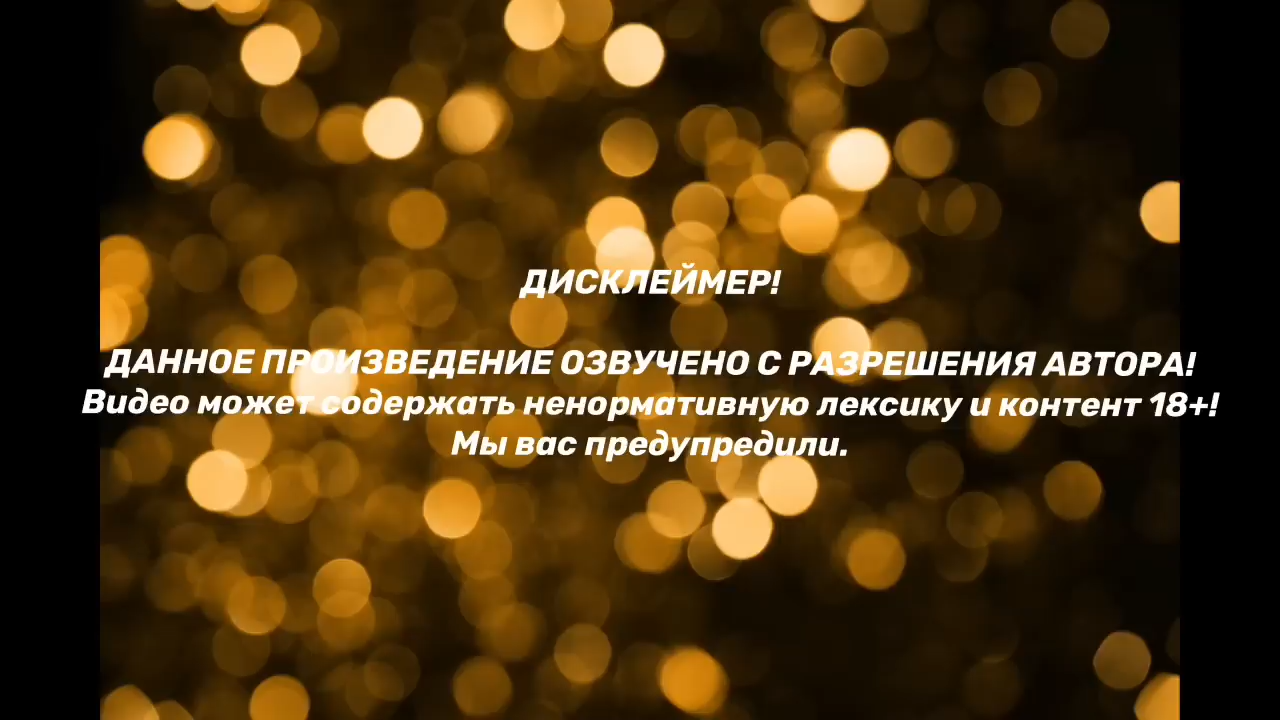 ДИСКЛЕЙМЕР!
ДАННОЕ ПРОИЗВЕДЕНИЕ ОЗВУЧЕНО С РАЗРЕШЕНИЯ АВТОРА!
Видео может содержать ненормативную лексику и контент 18+!
Мы вас предупредили.